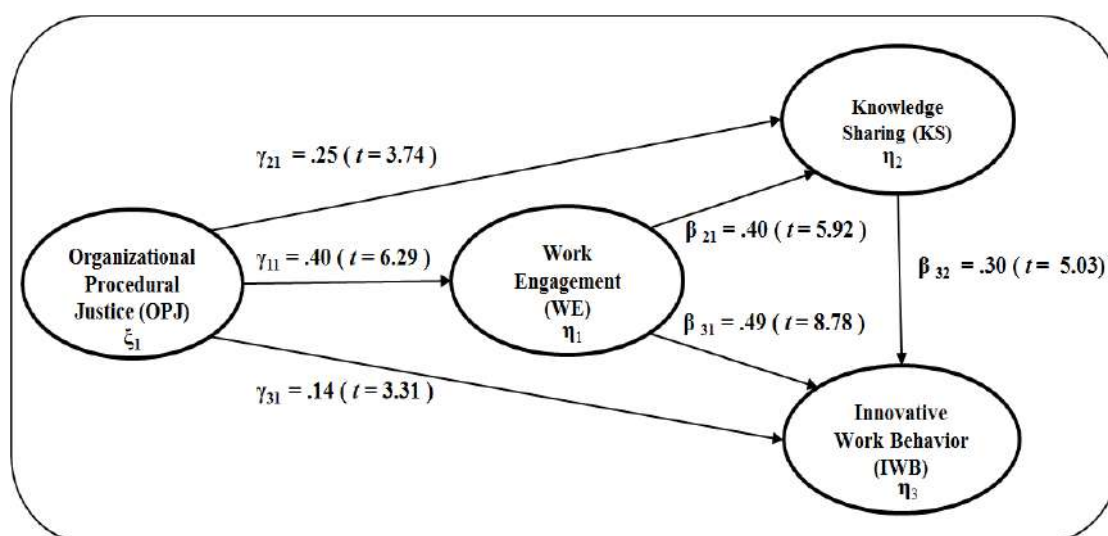 Knowledge
Sharing (KS)
η₂
γ₂₁ = .25 ( t = 3.74 )
β ₂₁ = .40 ( t = 5.92 )
Organizational
Procedural
Justice (OPJ)
ξ₁
γ₁₁ = .40 ( t = 6.29 )
Work
Engagement
(WE)
η₁
β ₃₂ = .30 ( t = 5.03)
β ₃₁ = .49 ( t = 8.78 )
γ₃₁ = .14 ( t = 3.31 )
Innovative
Work Behavior
(IWB)
η₃